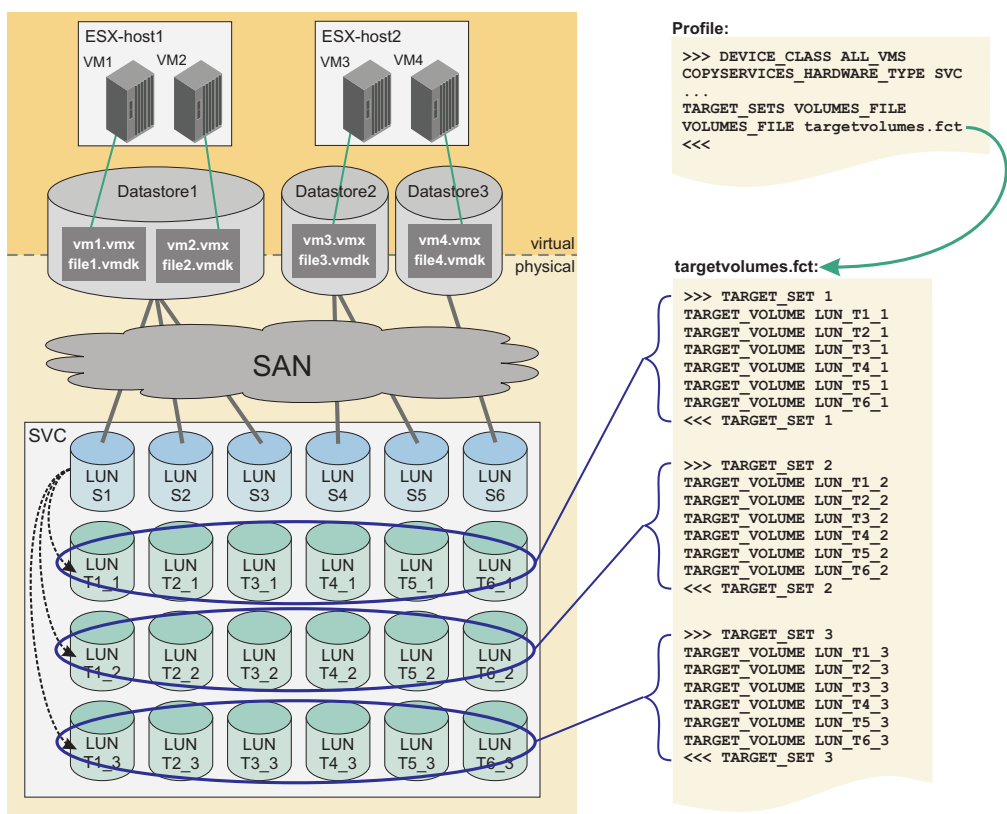 ESX-host1
VM1
VM2
ESX-host2
VM3
VM4
Datastore1
Datastore2
Datastore3
vm1.vmx
file1.vmdk
vm2.vmx
file2.vmdk
vm3.vmx
file3.vmdk
vm4.vmx
file4.vmdk
virtual
physical
SAN
SVC
LUN
S1
LUN
S2
LUN
S3
LUN
S4
LUN
S5
LUN
S6
LUN
T1_1
LUN
T2_1
LUN
T3_1
LUN
T4_1
LUN
T5_1
LUN
T6_1
LUN
T1_2
LUN
T2_2
LUN
T3_2
LUN
T4_2
LUN
T5_2
LUN
T6_2
LUN
T1_3
LUN
T2_3
LUN
T3_3
LUN
T4_3
LUN
T5_3
LUN
T6_3
Profile:
>>> DEVICE_CLASS ALL_VMS
COPYSERVICES_HARDWARE_TYPE SVC
...
TARGET_SETS VOLUMES_FILE
VOLUMES_FILE targetvolumes.fct
<<<
targetvolumes.fct:
>>> TARGET_SET 1
TARGET_VOLUME LUN_T1_1
TARGET_VOLUME LUN_T2_1
TARGET_VOLUME LUN_T3_1
TARGET_VOLUME LUN_T4_1
TARGET_VOLUME LUN_T5_1
TARGET_VOLUME LUN_T6_1
<<< TARGET_SET 1
>>> TARGET_SET 2
TARGET_VOLUME LUN_T1_2
TARGET_VOLUME LUN_T2_2
TARGET_VOLUME LUN_T3_2
TARGET_VOLUME LUN_T4_2
TARGET_VOLUME LUN_T5_2
TARGET_VOLUME LUN_T6_2
<<< TARGET_SET 2
>>> TARGET_SET 3
TARGET_VOLUME LUN_T1_3
TARGET_VOLUME LUN_T2_3
TARGET_VOLUME LUN_T3_3
TARGET_VOLUME LUN_T4_3
TARGET_VOLUME LUN_T5_3
TARGET_VOLUME LUN_T6_3
<<< TARGET_SET 3